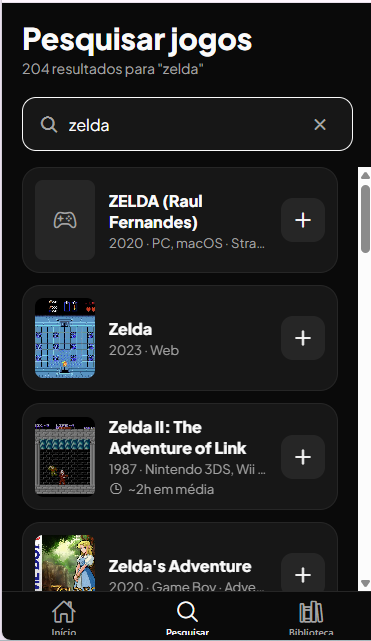 Pesquisar jogos
204 resultados para "zelda"
zelda
ZELDA (Raul
Fernandes)
2020 · PC, macOS · Stra...
Zelda
2023 · Web
Zelda II: The
Adventure of Link
1987 · Nintendo 3DS, Wii ...
~2h em média
Zelda's Adventure
2020 · Game Boy · Adve...
Início
Pesquisar
Biblioteca